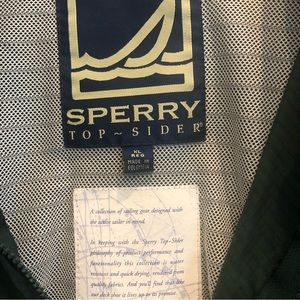 SPERRY
TOP~SIDER®
XL
REG
MADE IN
COLOMBIA
A collection of sailing gear designed with
the active sailor in mind.
In keeping with the Sperry Top-Sider
philosophy of product performance and
functionality this collection is water
resistant and quick drying, rendered from
quality fabrics. And you'll find that like
our deck shoe it lives up to its promise.